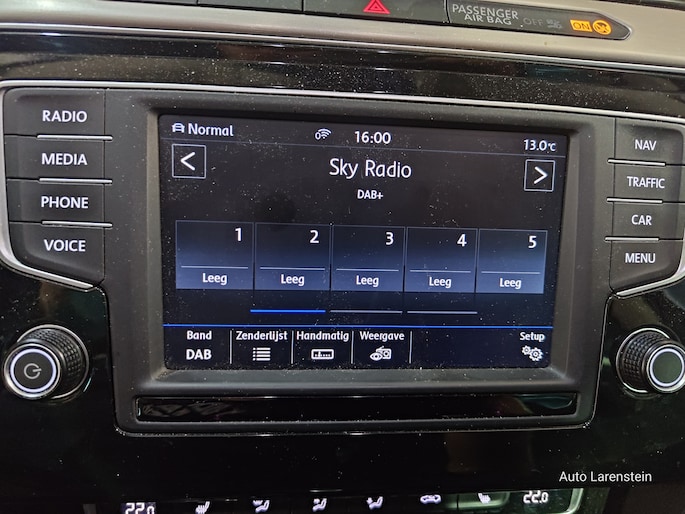 PASSENGER
AIR BAG
OFF
ON
RADIO
MEDIA
PHONE
VOICE
Normal
16:00
13.0°C
<
Sky Radio
>
DAB+
1 2 3 4 5
Leeg Leeg Leeg Leeg Leeg
Band Zenderlijst Handmatig Weergave Setup
DAB
NAV
TRAFFIC
CAR
MENU
Auto Larenstein
22.0 22.0